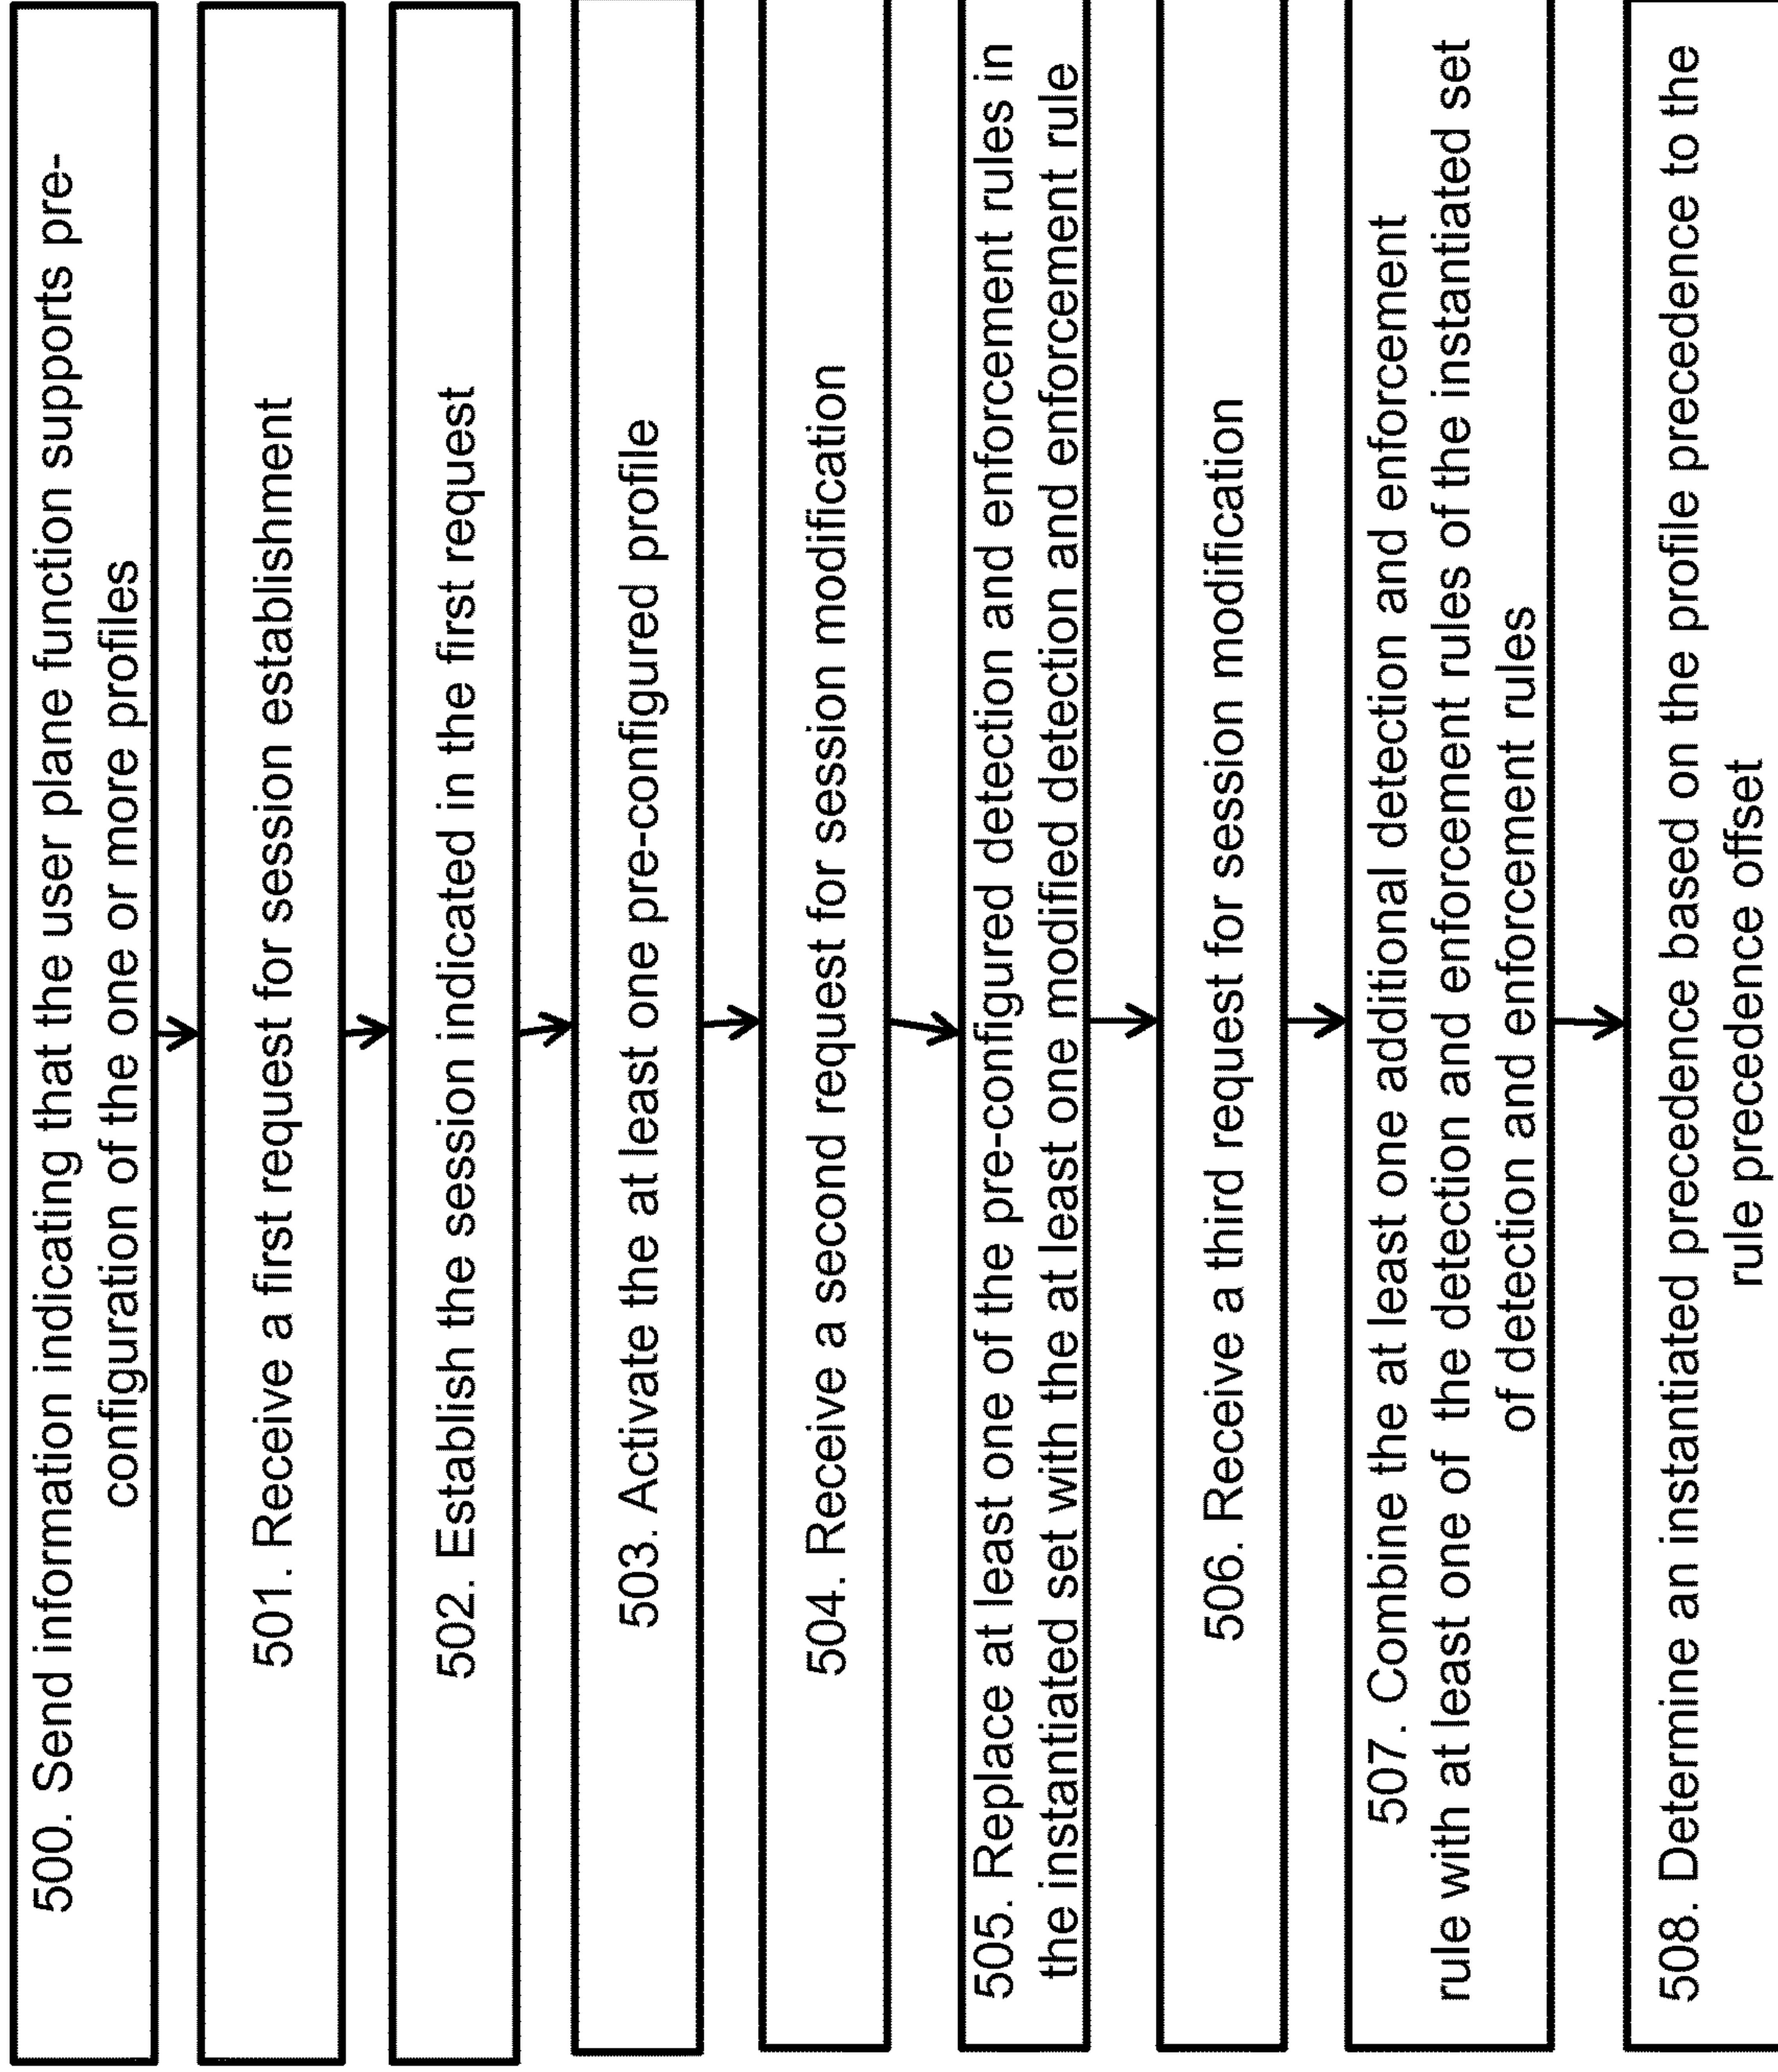 500. Send information indicating that the user plane function supports pre-
configuration of the one or more profiles
501. Receive a first request for session establishment
502. Establish the session indicated in the first request
503. Activate the at least one pre-configured profile
504. Receive a second request for session modification
505. Replace at least one of the pre-configured detection and enforcement rules in
the instantiated set with the at least one modified detection and enforcement rule
506. Receive a third request for session modification
507. Combine the at least one additional detection and enforcement
rule with at least one of the detection and enforcement rules of the instantiated set
of detection and enforcement rules
508. Determine an instantiated precedence based on the profile precedence to the
rule precedence offset